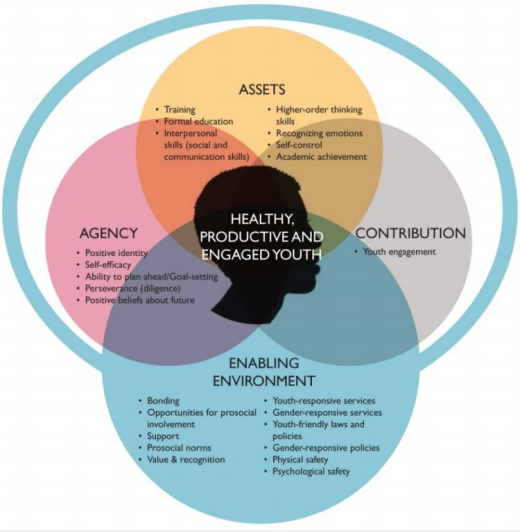 ASSETS
• Training
• Formal education
• Interpersonal
skills (social and
communication skills)
• Higher-order thinking
skills
• Recognizing emotions
• Self-control
• Academic achievement
AGENCY
• Positive identity
• Self-efficacy
• Ability to plan ahead/Goal-setting
• Perseverance (diligence)
• Positive beliefs about future
HEALTHY,
PRODUCTIVE AND
ENGAGED YOUTH
CONTRIBUTION
• Youth engagement
ENABLING
ENVIRONMENT
• Bonding
• Opportunities for prosocial
involvement
• Support
• Prosocial norms
• Value & recognition
• Youth-responsive services
• Gender-responsive services
• Youth-friendly laws and
policies
• Gender-responsive policies
• Physical safety
• Psychological safety